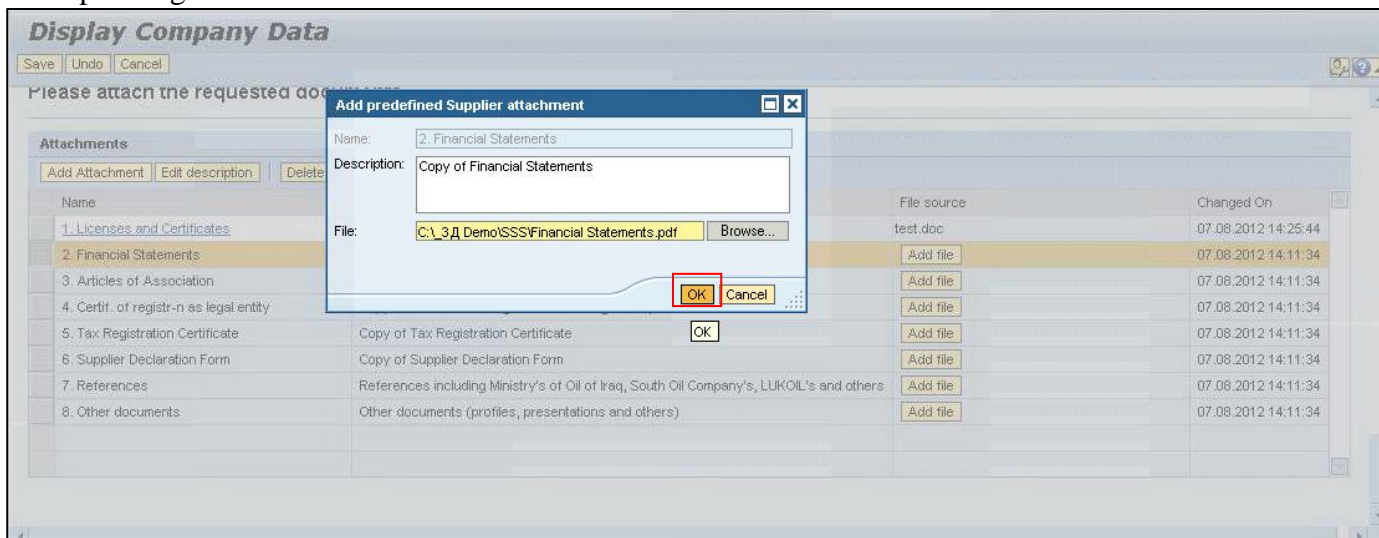 Display Company Data
Save Undo Cancel
Please attach the requested
Add predefined Supplier attachment
Name: 2. Financial Statements
Description: Copy of Financial Statements
File: C:\_3Д Demo\SSS\Financial Statements.pdf Browse...
OK Cancel
OK
Attachments
Add Attachment Edit description Delete
Name File source Changed On
1. Licenses and Certificates test.doc 07.08.2012 14:25:44
2. Financial Statements Add file 07.08.2012 14:11:34
3. Articles of Association Add file 07.08.2012 14:11:34
4. Certif. of registr-n as legal entity Add file 07.08.2012 14:11:34
5. Tax Registration Certificate Copy of Tax Registration Certificate Add file 07.08.2012 14:11:34
6. Supplier Declaration Form Copy of Supplier Declaration Form Add file 07.08.2012 14:11:34
7. References References including Ministry's of Oil of Iraq, South Oil Company's, LUKOIL's and others Add file 07.08.2012 14:11:34
8. Other documents Other documents (profiles, presentations and others) Add file 07.08.2012 14:11:34